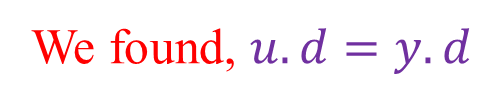 We found, u.d = y.d